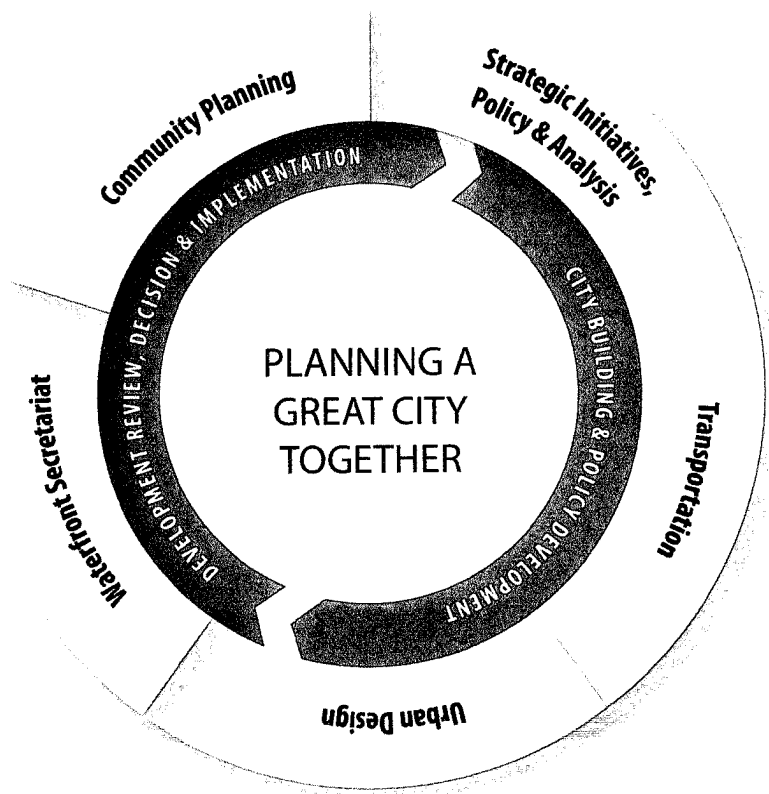 Community Planning
Strategic Initiatives,
Policy & Analysis
Transportation
Urban Design
Waterfront Secretariat
DEVELOPMENT REVIEW, DECISION & IMPLEMENTATION
CITY BUILDING & POLICY DEVELOPMENT
PLANNING A
GREAT CITY
TOGETHER